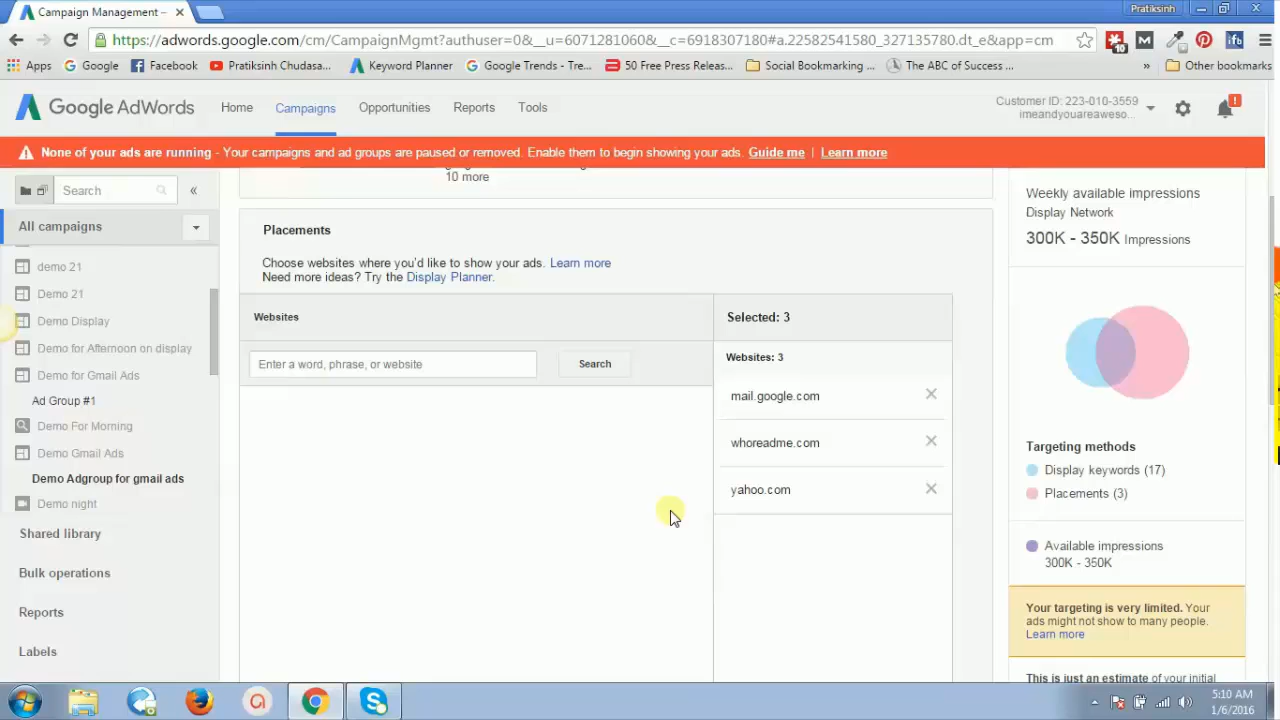 Campaign Management –
Pratiksinh
https://adwords.google.com/cm/CampaignMgmt?authuser=0&__u=6071281060&__c=6918307180#a.22582541580_327135780.dt_e&app=cm
10
Apps
Google
Facebook
Pratiksinh Chudasa...
Keyword Planner
Google Trends - Tre...
50 Free Press Releas...
Social Bookmarking ...
The ABC of Success ...
»
Other bookmarks
Google AdWords
Home
Campaigns
Opportunities
Reports
Tools
Customer ID: 223-010-3559
imeandyouareaweso...
!
None of your ads are running - Your campaigns and ad groups are paused or removed. Enable them to begin showing your ads. Guide me | Learn more
Search
«
All campaigns
demo 21
Demo 21
Demo Display
Demo for Afternoon on display
Demo for Gmail Ads
Ad Group #1
Demo For Morning
Demo Gmail Ads
Demo Adgroup for gmail ads
Demo night
Shared library
Bulk operations
Reports
Labels
10 more
Placements
Choose websites where you'd like to show your ads. Learn more
Need more ideas? Try the Display Planner.
Websites
Enter a word, phrase, or website
Search
Selected: 3
Websites: 3
mail.google.com
whoreadme.com
yahoo.com
Weekly available impressions
Display Network
300K - 350K Impressions
Targeting methods
Display keywords (17)
Placements (3)
Available impressions
300K - 350K
Your targeting is very limited. Your
ads might not show to many people.
Learn more
This is just an estimate of your initial
5:10 AM
1/6/2016